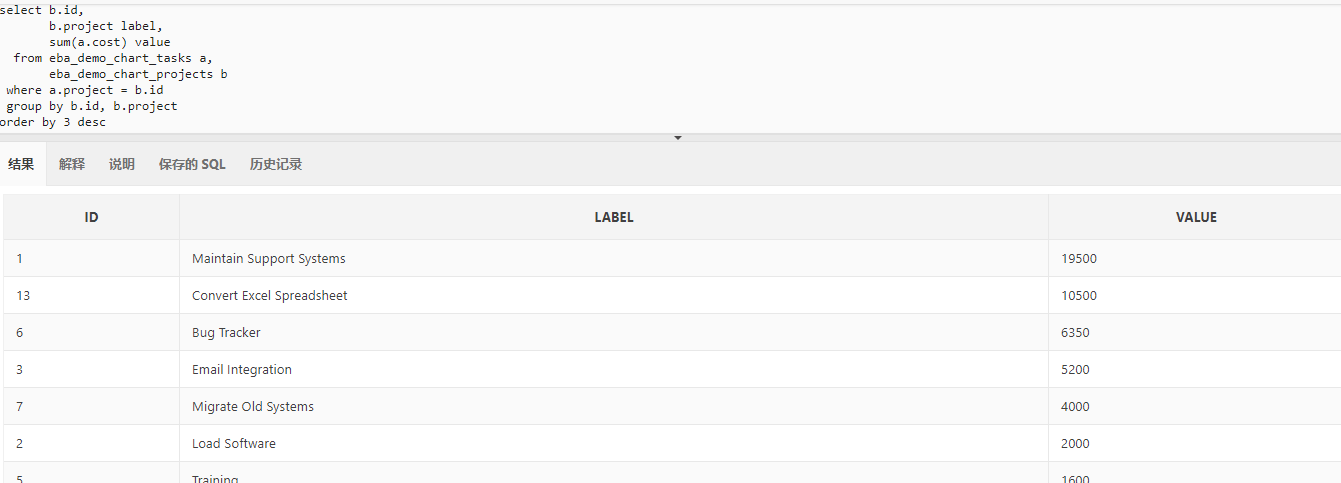 select b.id,
b.project label,
sum(a.cost) value
from eba_demo_chart_tasks a,
eba_demo_chart_projects b
where a.project = b.id
group by b.id, b.project
order by 3 desc
结果 解释 说明 保存的 SQL 历史记录
ID LABEL VALUE
1 Maintain Support Systems 19500
13 Convert Excel Spreadsheet 10500
6 Bug Tracker 6350
3 Email Integration 5200
7 Migrate Old Systems 4000
2 Load Software 2000
5 Training 1600